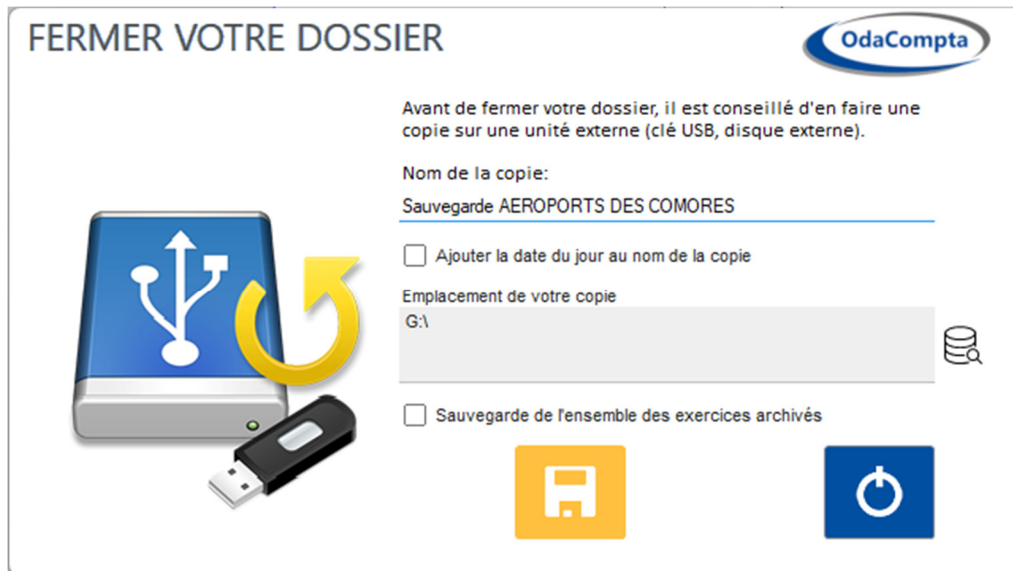 FERMER VOTRE DOSSIER
OdaCompta
Avant de fermer votre dossier, il est conseillé d'en faire une
copie sur une unité externe (clé USB, disque externe).
Nom de la copie:
Sauvegarde AEROPORTS DES COMORES
Ajouter la date du jour au nom de la copie
Emplacement de votre copie
G:\
Sauvegarde de l'ensemble des exercices archivés